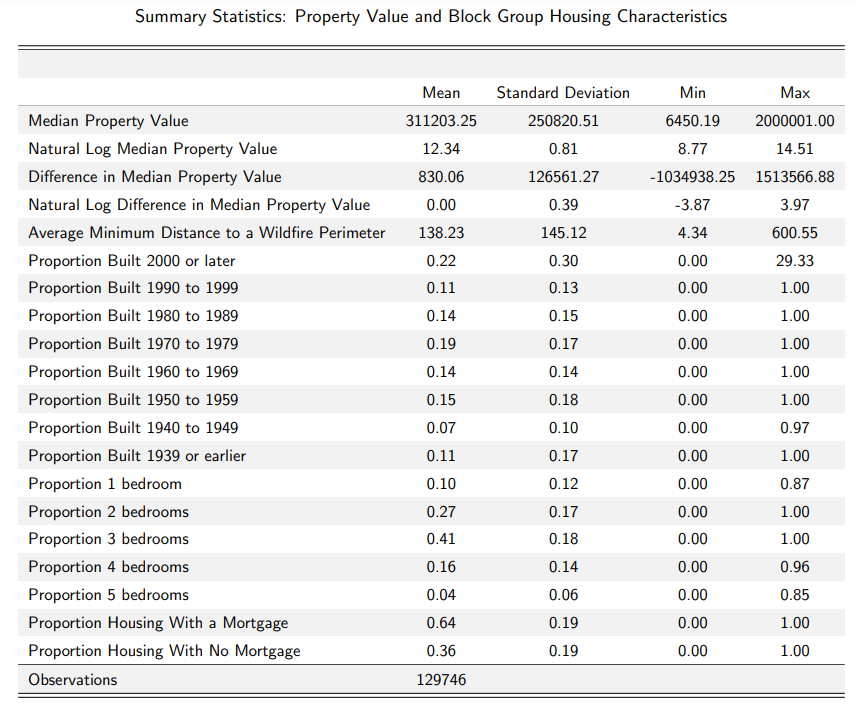 Summary Statistics: Property Value and Block Group Housing Characteristics
Mean Standard Deviation Min Max
Median Property Value 311203.25 250820.51 6450.19 2000001.00
Natural Log Median Property Value 12.34 0.81 8.77 14.51
Difference in Median Property Value 830.06 126561.27 -1034938.25 1513566.88
Natural Log Difference in Median Property Value 0.00 0.39 -3.87 3.97
Average Minimum Distance to a Wildfire Perimeter 138.23 145.12 4.34 600.55
Proportion Built 2000 or later 0.22 0.30 0.00 29.33
Proportion Built 1990 to 1999 0.11 0.13 0.00 1.00
Proportion Built 1980 to 1989 0.14 0.15 0.00 1.00
Proportion Built 1970 to 1979 0.19 0.17 0.00 1.00
Proportion Built 1960 to 1969 0.14 0.14 0.00 1.00
Proportion Built 1950 to 1959 0.15 0.18 0.00 1.00
Proportion Built 1940 to 1949 0.07 0.10 0.00 0.97
Proportion Built 1939 or earlier 0.11 0.17 0.00 1.00
Proportion 1 bedroom 0.10 0.12 0.00 0.87
Proportion 2 bedrooms 0.27 0.17 0.00 1.00
Proportion 3 bedrooms 0.41 0.18 0.00 1.00
Proportion 4 bedrooms 0.16 0.14 0.00 0.96
Proportion 5 bedrooms 0.04 0.06 0.00 0.85
Proportion Housing With a Mortgage 0.64 0.19 0.00 1.00
Proportion Housing With No Mortgage 0.36 0.19 0.00 1.00
Observations 129746